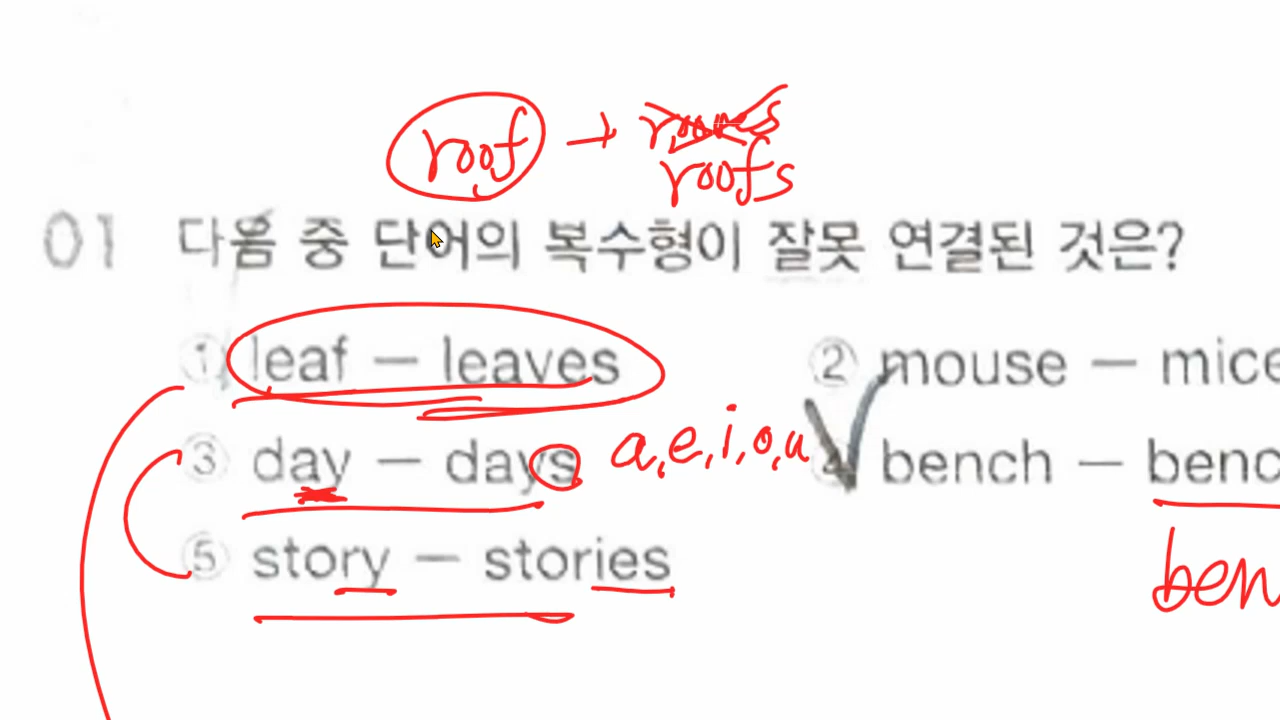 roof → roofs
01 다음 중 단어의 복수형이 잘못 연결된 것은?
① leaf – leaves ② mouse – mice
③ day – days a,e,i,o,u ④ bench – benc
⑤ story – stories
ben